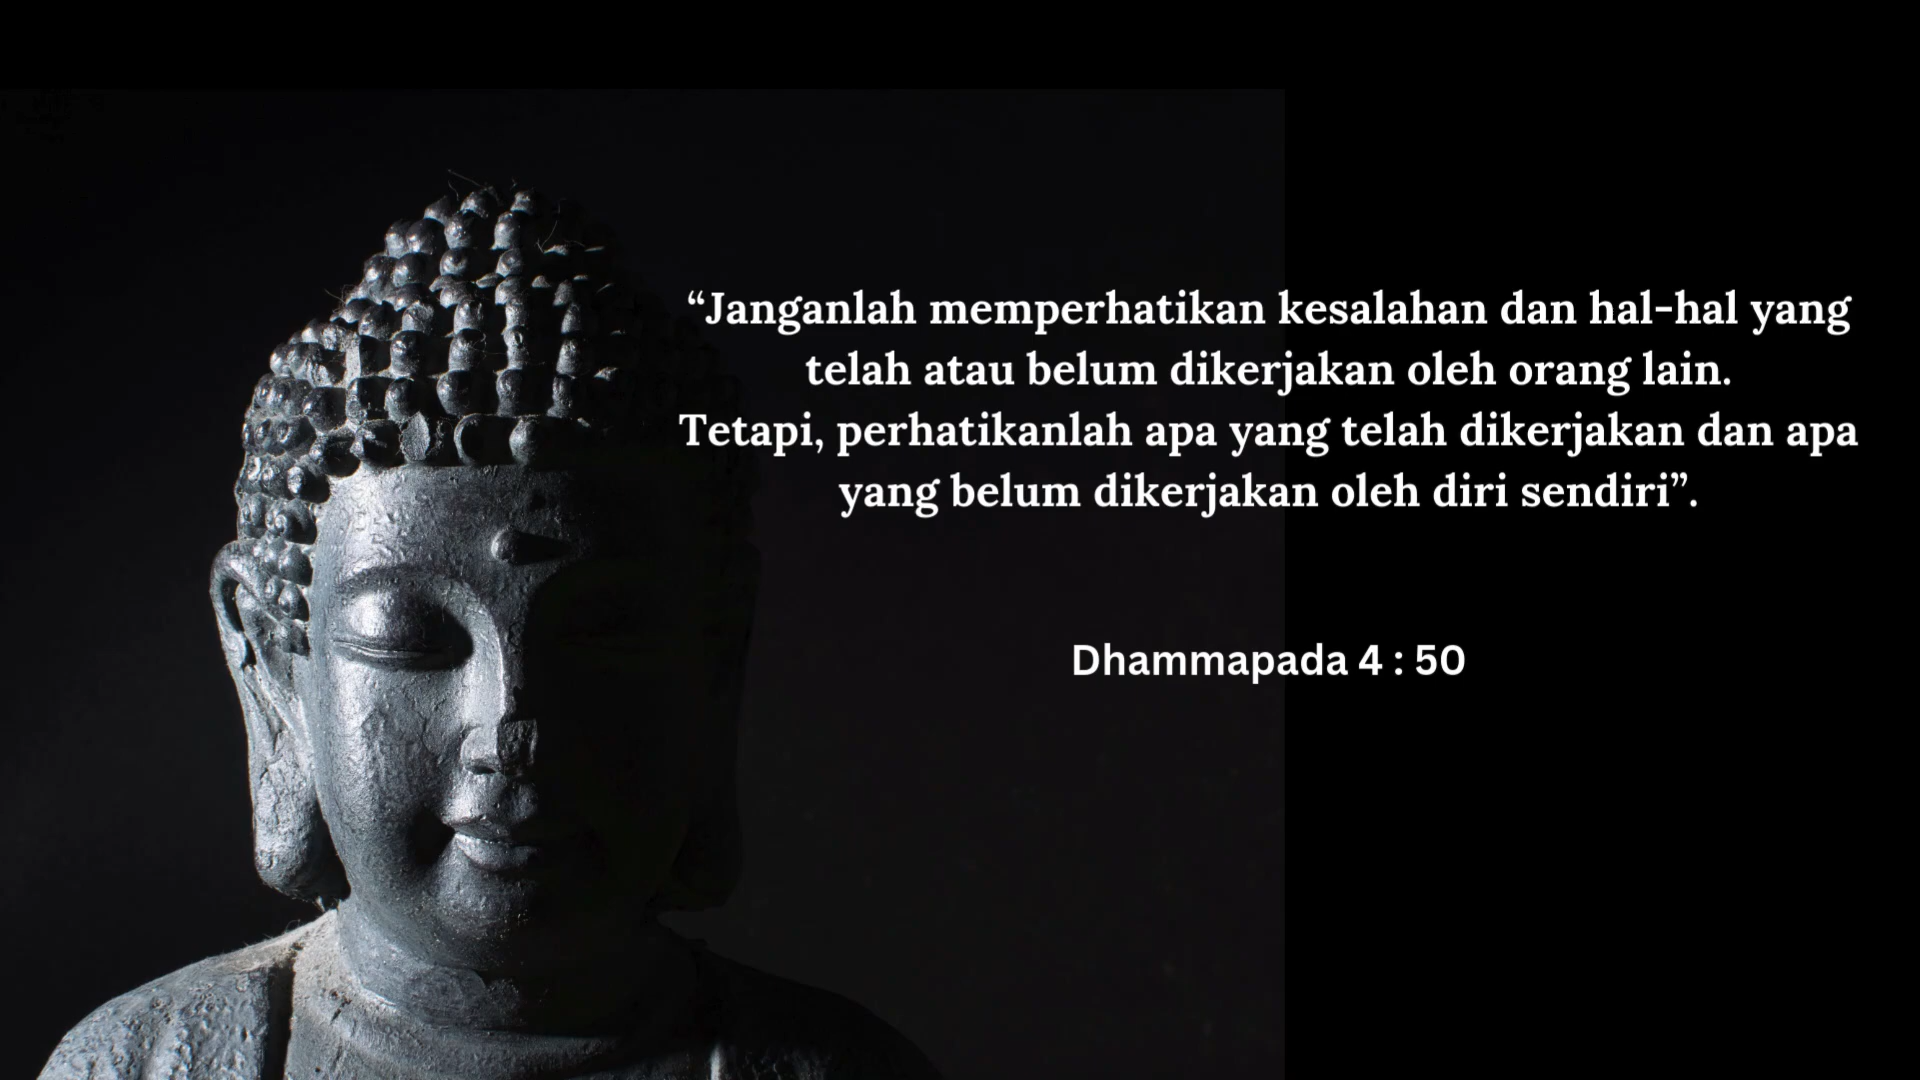 “Janganlah memperhatikan kesalahan dan hal-hal yang
telah atau belum dikerjakan oleh orang lain.
Tetapi, perhatikanlah apa yang telah dikerjakan dan apa
yang belum dikerjakan oleh diri sendiri”.
Dhammapada 4 : 50